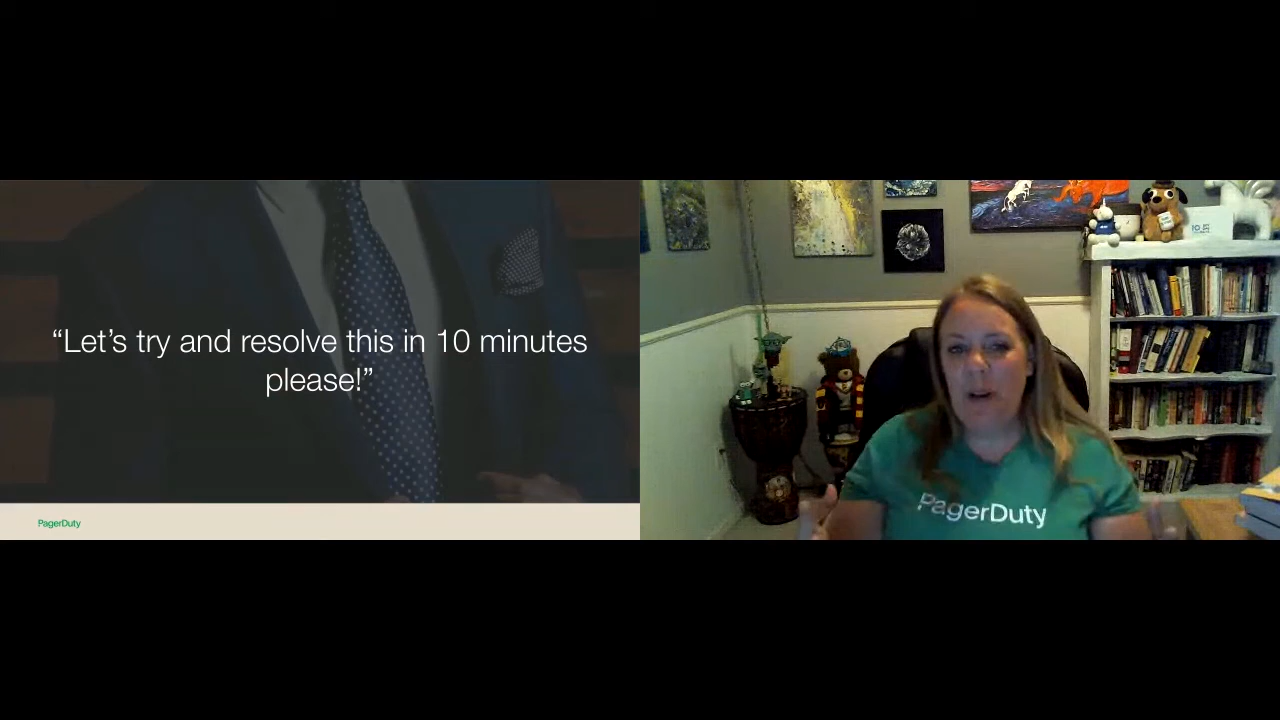 “Let’s try and resolve this in 10 minutes
please!”
PagerDuty
PagerDuty